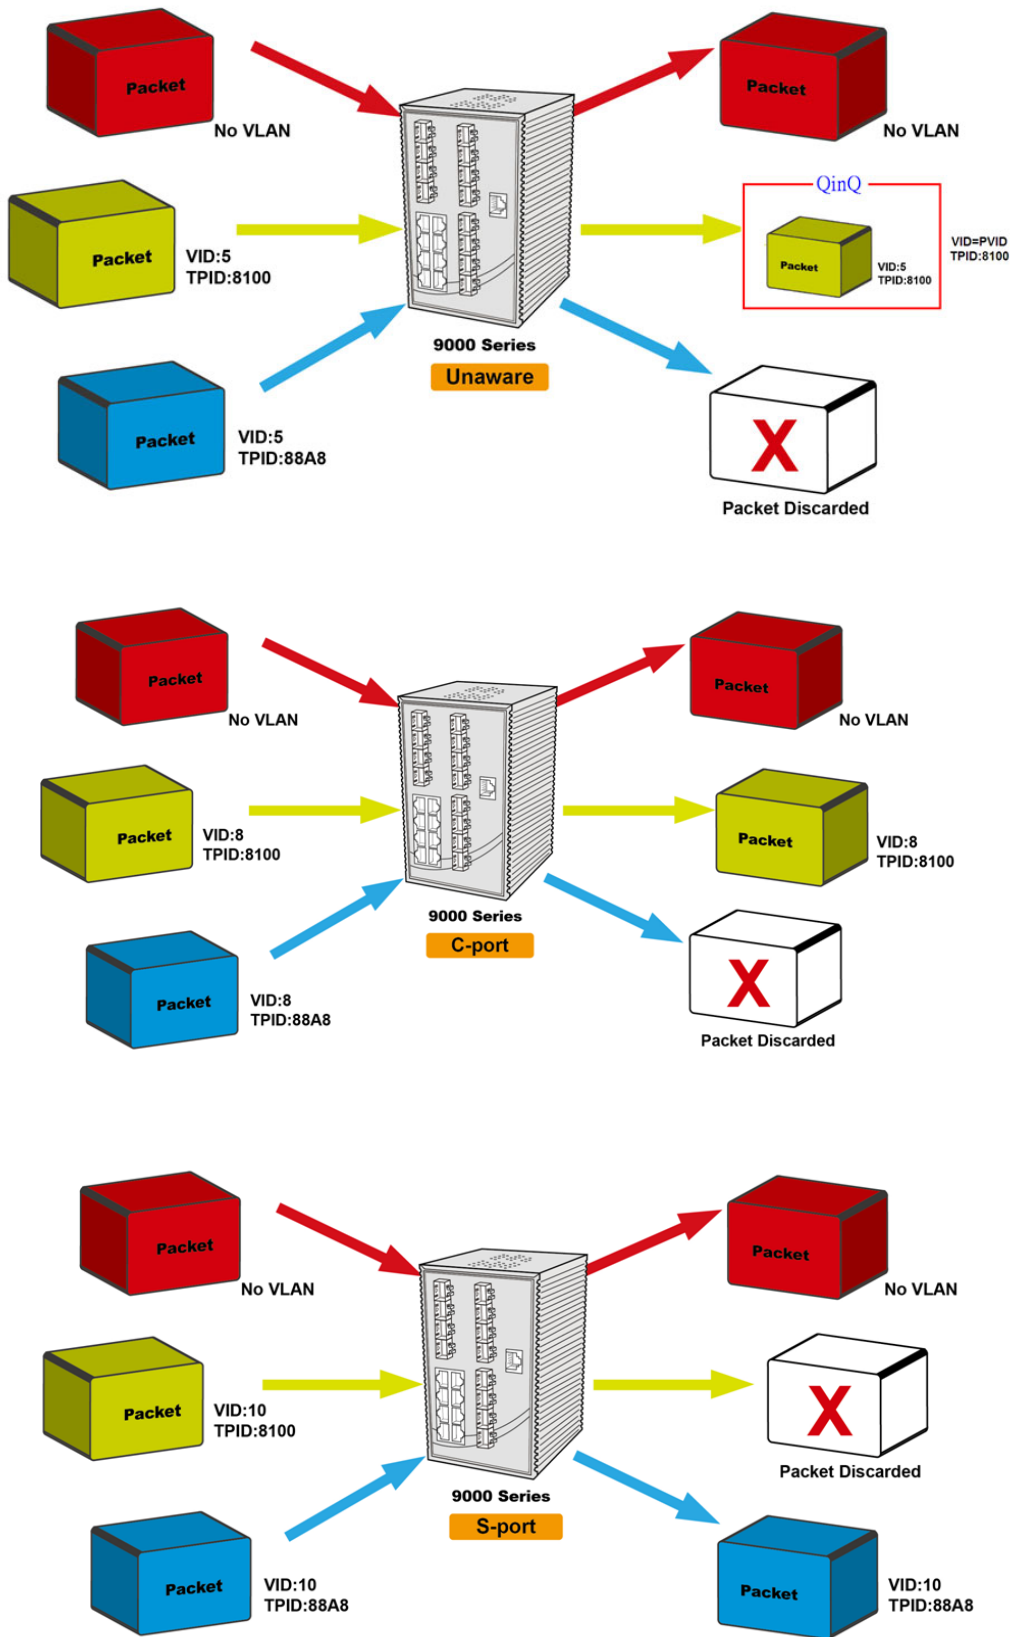 Packet
No VLAN
Packet
No VLAN
Packet
VID:5
TPID:8100
QinQ
Packet
VID:5
TPID:8100
VID=PVID
TPID:8100
9000 Series
Unaware
Packet
VID:5
TPID:88A8
X
Packet Discarded
Packet
No VLAN
Packet
No VLAN
Packet
VID:8
TPID:8100
Packet
VID:8
TPID:8100
9000 Series
C-port
Packet
VID:8
TPID:88A8
X
Packet Discarded
Packet
No VLAN
Packet
No VLAN
Packet
VID:10
TPID:8100
X
Packet Discarded
9000 Series
S-port
Packet
VID:10
TPID:88A8
Packet
VID:10
TPID:88A8